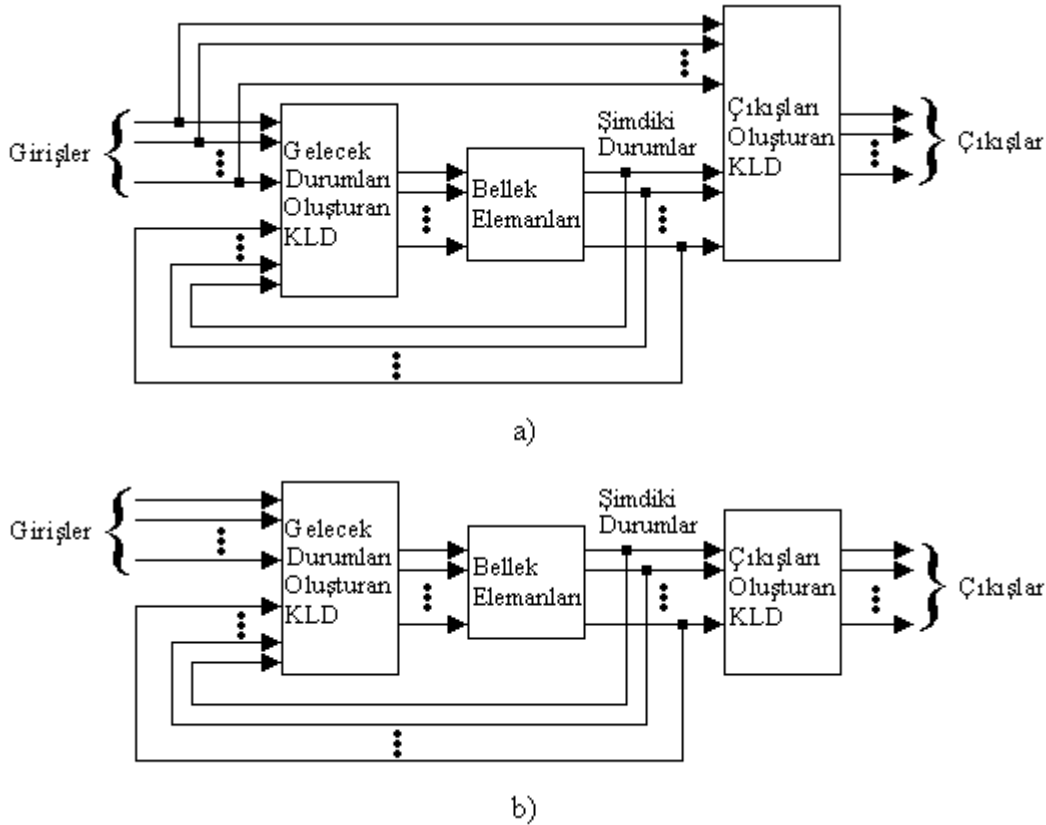 Girişler
Gelecek
Durumları
Oluşturan
KLD
Bellek
Elemanları
Şimdiki
Durumlar
Çıkışları
Oluşturan
KLD
Çıkışlar
a)
Girişler
Gelecek
Durumları
Oluşturan
KLD
Bellek
Elemanları
Şimdiki
Durumlar
Çıkışları
Oluşturan
KLD
Çıkışlar
b)